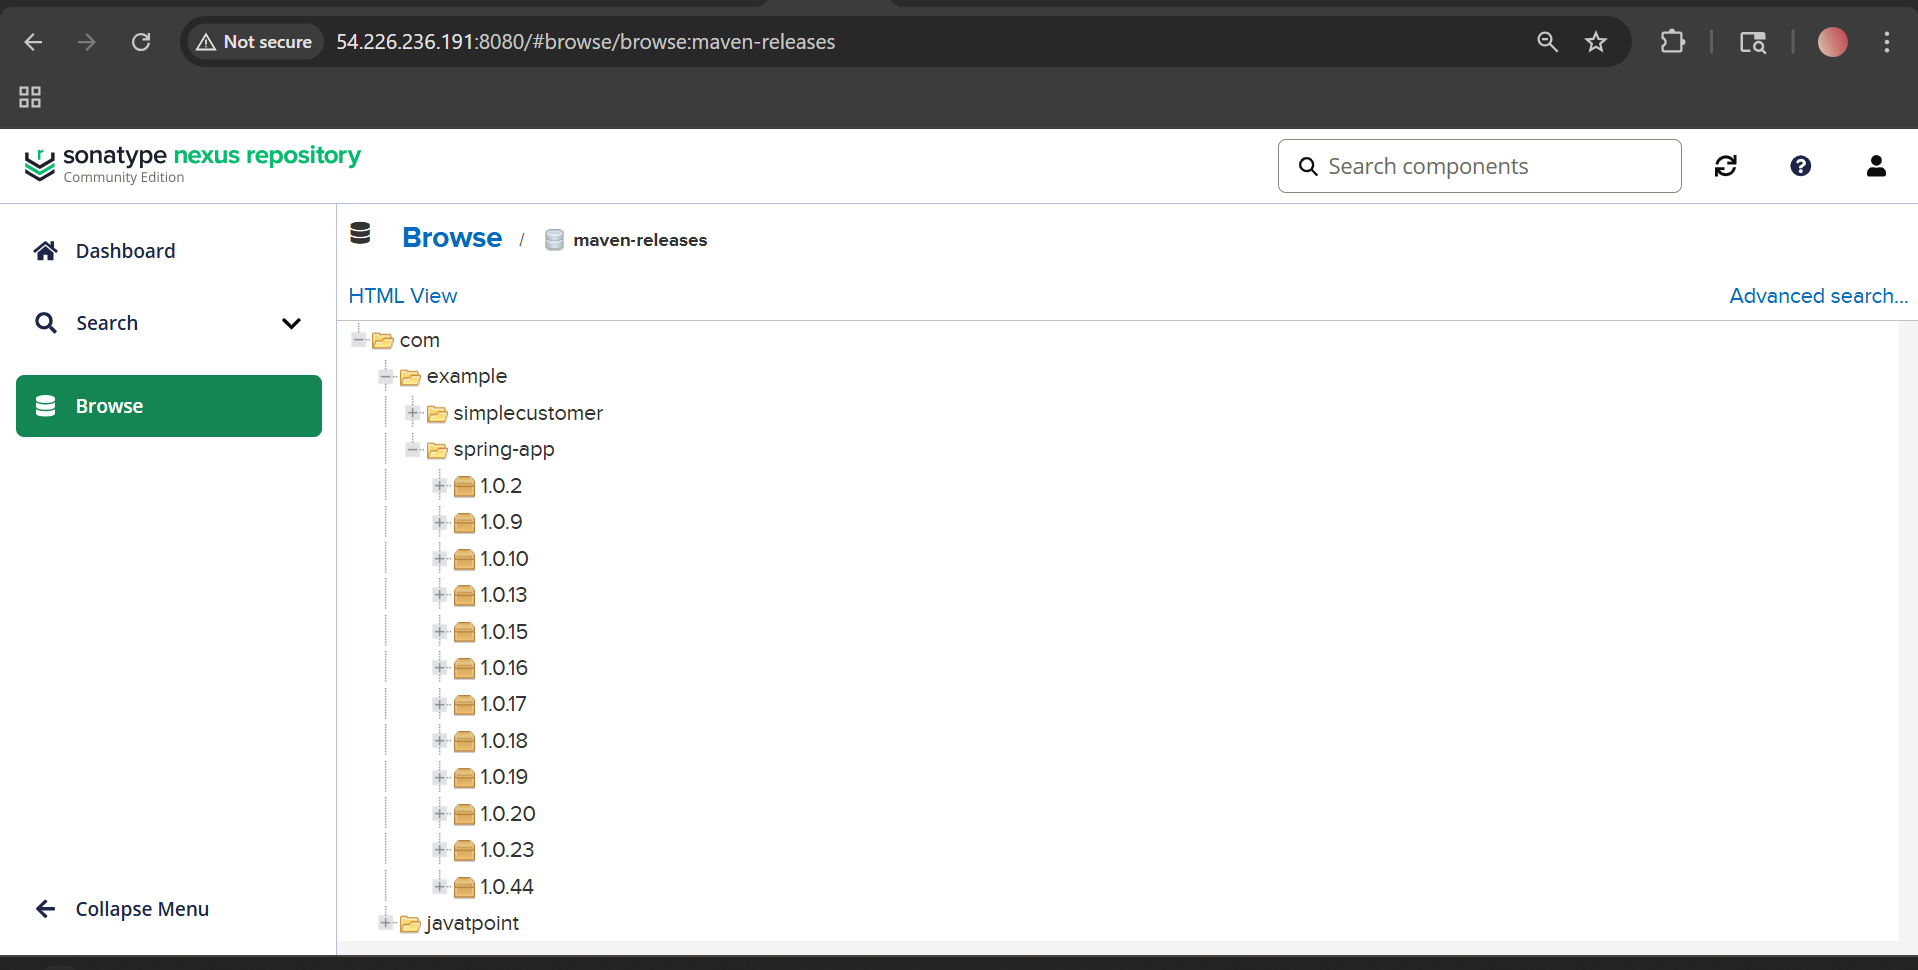 Not secure 54.226.236.191:8080/#browse/browse:maven-releases
sonatype nexus repository
Community Edition
Search components
Dashboard
Search
Browse
Collapse Menu
Browse / maven-releases
HTML View
Advanced search...
com
example
simplecustomer
spring-app
1.0.2
1.0.9
1.0.10
1.0.13
1.0.15
1.0.16
1.0.17
1.0.18
1.0.19
1.0.20
1.0.23
1.0.44
javatpoint